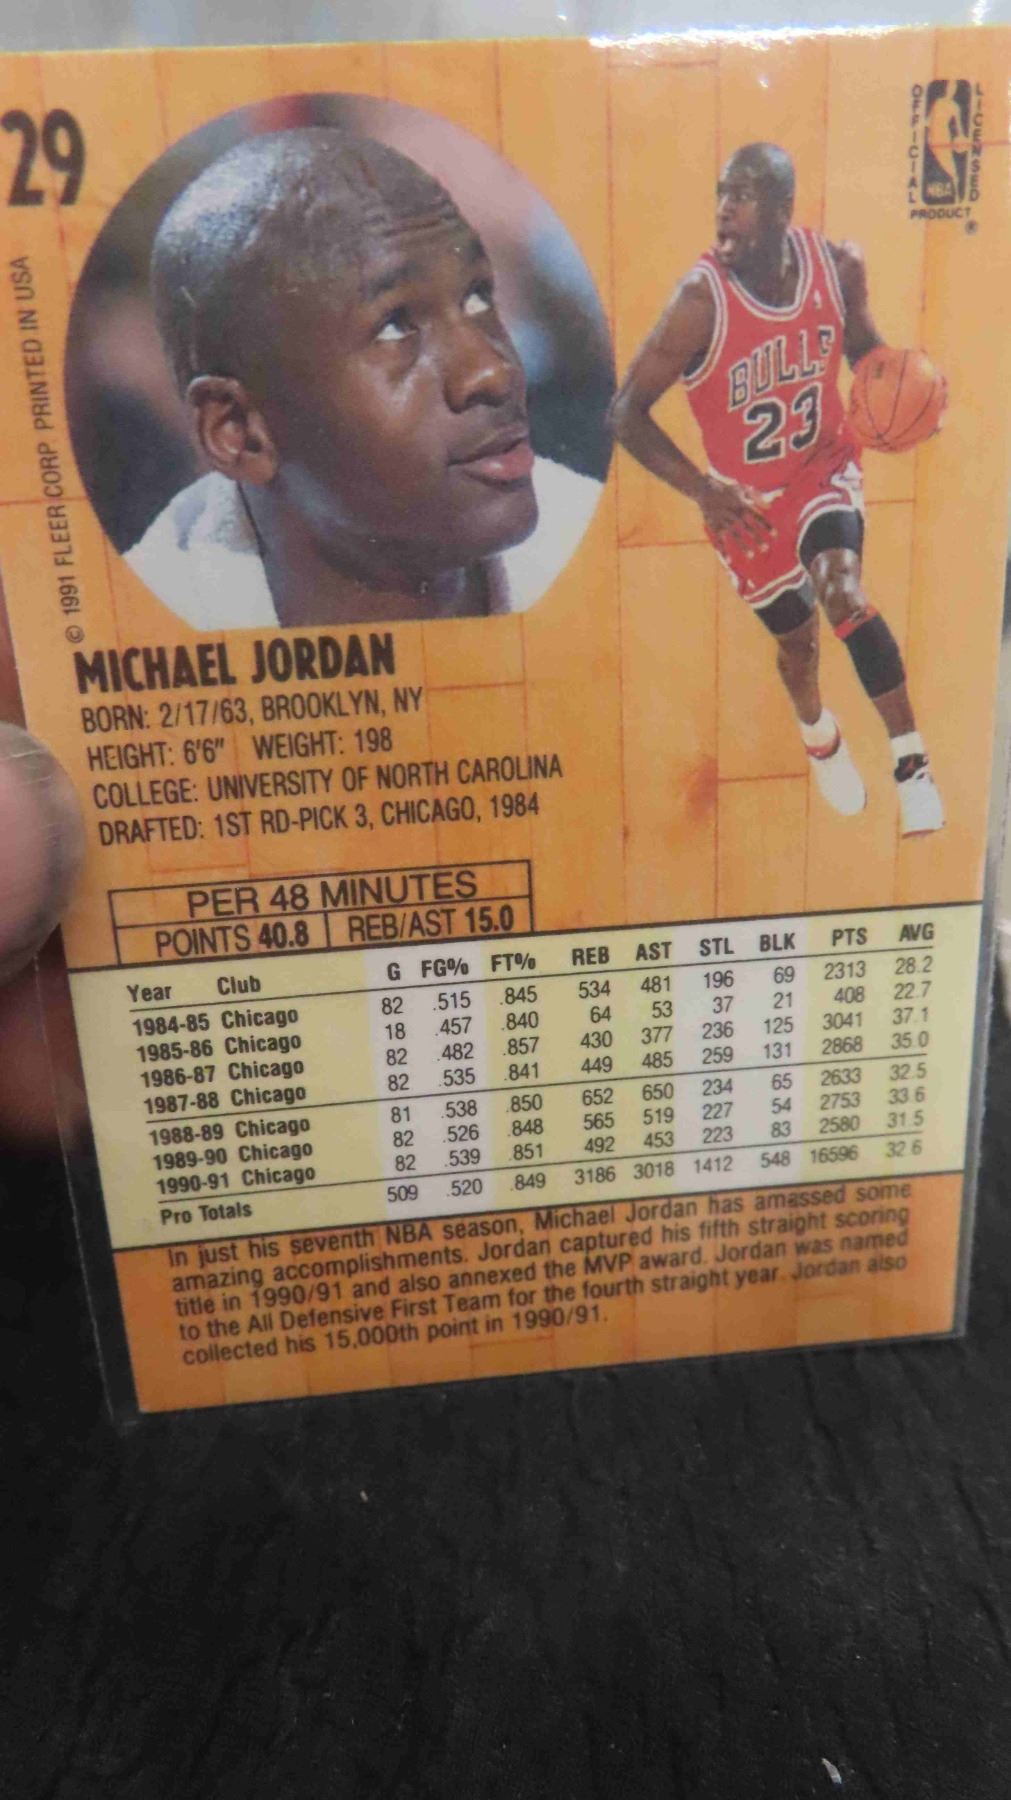 29
OFFICIAL LICENSED
NBA
PRODUCT
®
© 1991 FLEER CORP PRINTED IN USA
BULLS
23
MICHAEL JORDAN
BORN: 2/17/63, BROOKLYN, NY
HEIGHT: 6'6" WEIGHT: 198
COLLEGE: UNIVERSITY OF NORTH CAROLINA
DRAFTED: 1ST RD-PICK 3, CHICAGO, 1984
PER 48 MINUTES
POINTS 40.8 REB/AST 15.0
Year Club G FG% FT% REB AST STL BLK PTS AVG
1984-85 Chicago 82 .515 .845 534 481 196 69 2313 28.2
1985-86 Chicago 18 .457 .840 64 53 37 21 408 22.7
1986-87 Chicago 82 .482 .857 430 377 236 125 3041 37.1
1987-88 Chicago 82 .535 .841 449 485 259 131 2868 35.0
1988-89 Chicago 81 .538 .850 652 650 234 65 2633 32.5
1989-90 Chicago 82 .526 .848 565 519 227 54 2753 33.6
1990-91 Chicago 82 .539 .851 492 453 223 83 2580 31.5
Pro Totals 509 .520 .849 3186 3018 1412 548 16596 32.6
In just his seventh NBA season, Michael Jordan has amassed some
amazing accomplishments. Jordan captured his fifth straight scoring
title in 1990/91 and also annexed the MVP award. Jordan was named
to the All Defensive First Team for the fourth straight year. Jordan also
collected his 15,000th point in 1990/91.